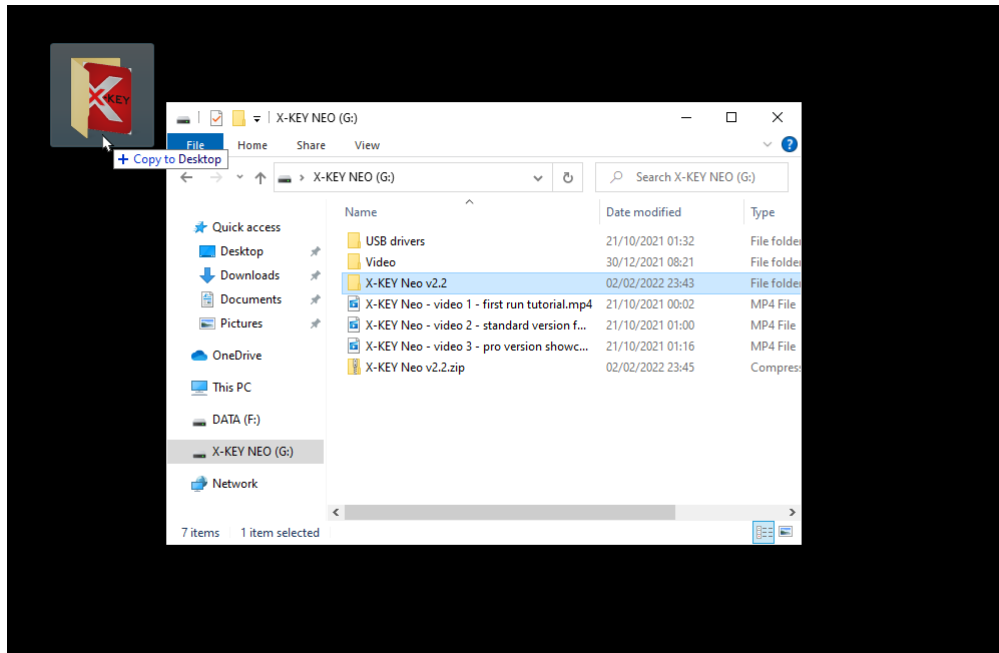 X-KEY
Copy to Desktop
X-KEY NEO (G:)
File Home Share View
X-KEY NEO (G:)
Search X-KEY NEO (G:)
Name Date modified Type
Quick access
Desktop
Downloads
Documents
Pictures
OneDrive
This PC
DATA (F:)
X-KEY NEO (G:)
Network
USB drivers 21/10/2021 01:32 File folder
Video 30/12/2021 08:21 File folder
X-KEY Neo v2.2 02/02/2022 23:43 File folder
X-KEY Neo - video 1 - first run tutorial.mp4 21/10/2021 00:02 MP4 File
X-KEY Neo - video 2 - standard version f... 21/10/2021 01:00 MP4 File
X-KEY Neo - video 3 - pro version showc... 21/10/2021 01:16 MP4 File
X-KEY Neo v2.2.zip 02/02/2022 23:45 Compress
7 items 1 item selected